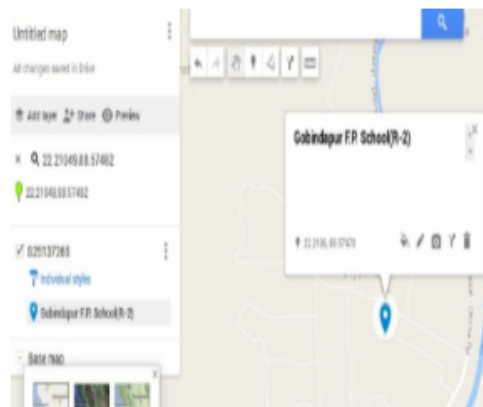 Untitled map
All changes saved in Drive
Add layer Share Preview
22.21049,88.57402
22.21049,88.57402
Individual styles
Gobindapur F.P. School(R-2)
Base map
Gobindapur F.P. School(R-2)